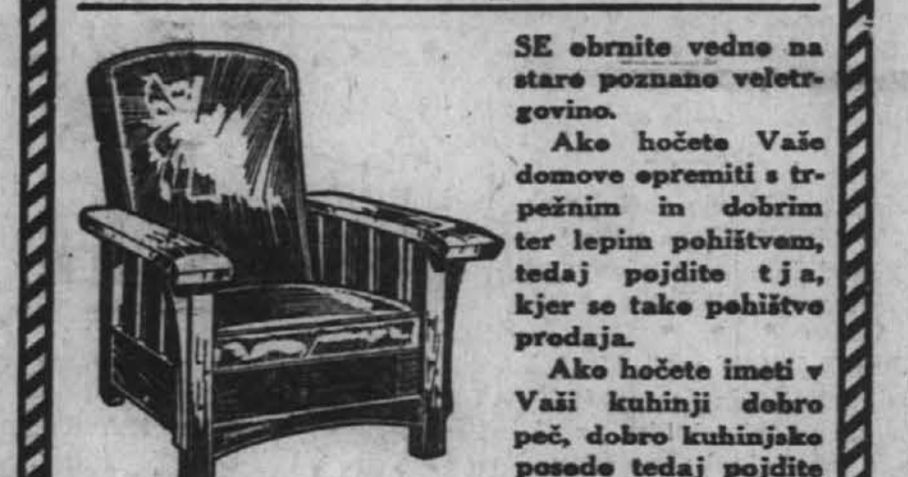 SE obrnite vedno na
staro poznano veletr-
govino.
Ako hočete Vaše
domove opremiti s tr-
pežnim in dobrim
ter lepim pohištvom,
tedaj pojdite tja,
kjer se tako pohištvo
prodaja.
Ako hočete imeti v
Vaši kuhinji dobro
peč, dobro kuhinjsko
posodo tedaj pojdite